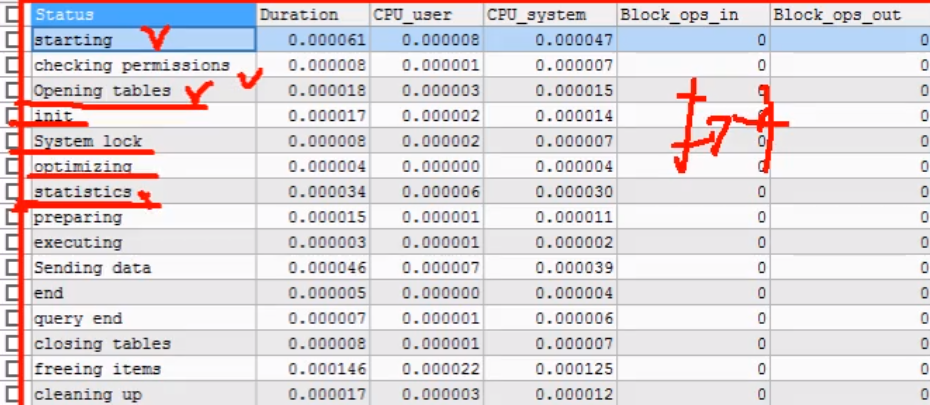 Status Duration CPU_user CPU_system Block_ops_in Block_ops_out
starting 0.000061 0.000008 0.000047 0 0
checking permissions 0.000008 0.000001 0.000007 0 0
Opening tables 0.000018 0.000003 0.000015 0 0
init 0.000017 0.000002 0.000014 0 0
System lock 0.000008 0.000002 0.000007 0 0
optimizing 0.000004 0.000000 0.000004 0 0
statistics 0.000034 0.000006 0.000030 0 0
preparing 0.000015 0.000001 0.000011 0 0
executing 0.000003 0.000001 0.000002 0 0
Sending data 0.000046 0.000007 0.000039 0 0
end 0.000005 0.000000 0.000004 0 0
query end 0.000007 0.000001 0.000006 0 0
closing tables 0.000008 0.000001 0.000007 0 0
freeing items 0.000146 0.000022 0.000125 0 0
cleaning up 0.000017 0.000003 0.000012 0 0